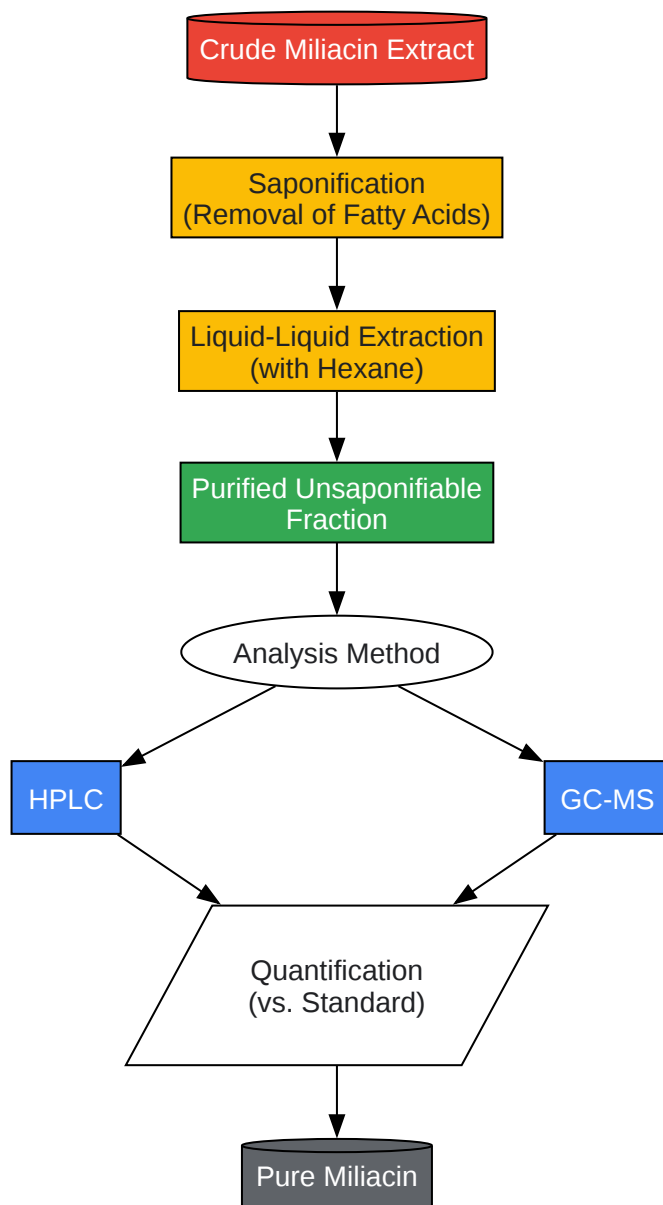 Crude Miliacin Extract
Saponification
(Removal of Fatty Acids)
Liquid-Liquid Extraction
(with Hexane)
Purified Unsaponifiable
Fraction
Analysis Method
HPLC
GC-MS
Quantification
(vs. Standard)
Pure Miliacin